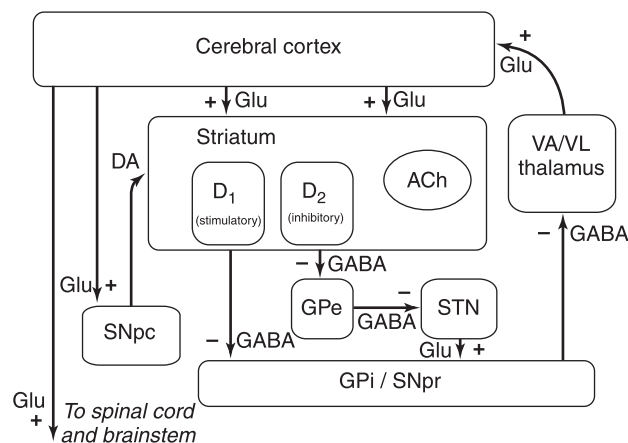 Cerebral cortex
+
Glu
+ Glu
+ Glu
Striatum
VA/VL
thalamus
DA
D1
(stimulatory)
D2
(inhibitory)
ACh
− GABA
− GABA
Glu +
GPe
−
GABA
STN
SNpc
− GABA
Glu +
GPi / SNpr
Glu
+
To spinal cord
and brainstem